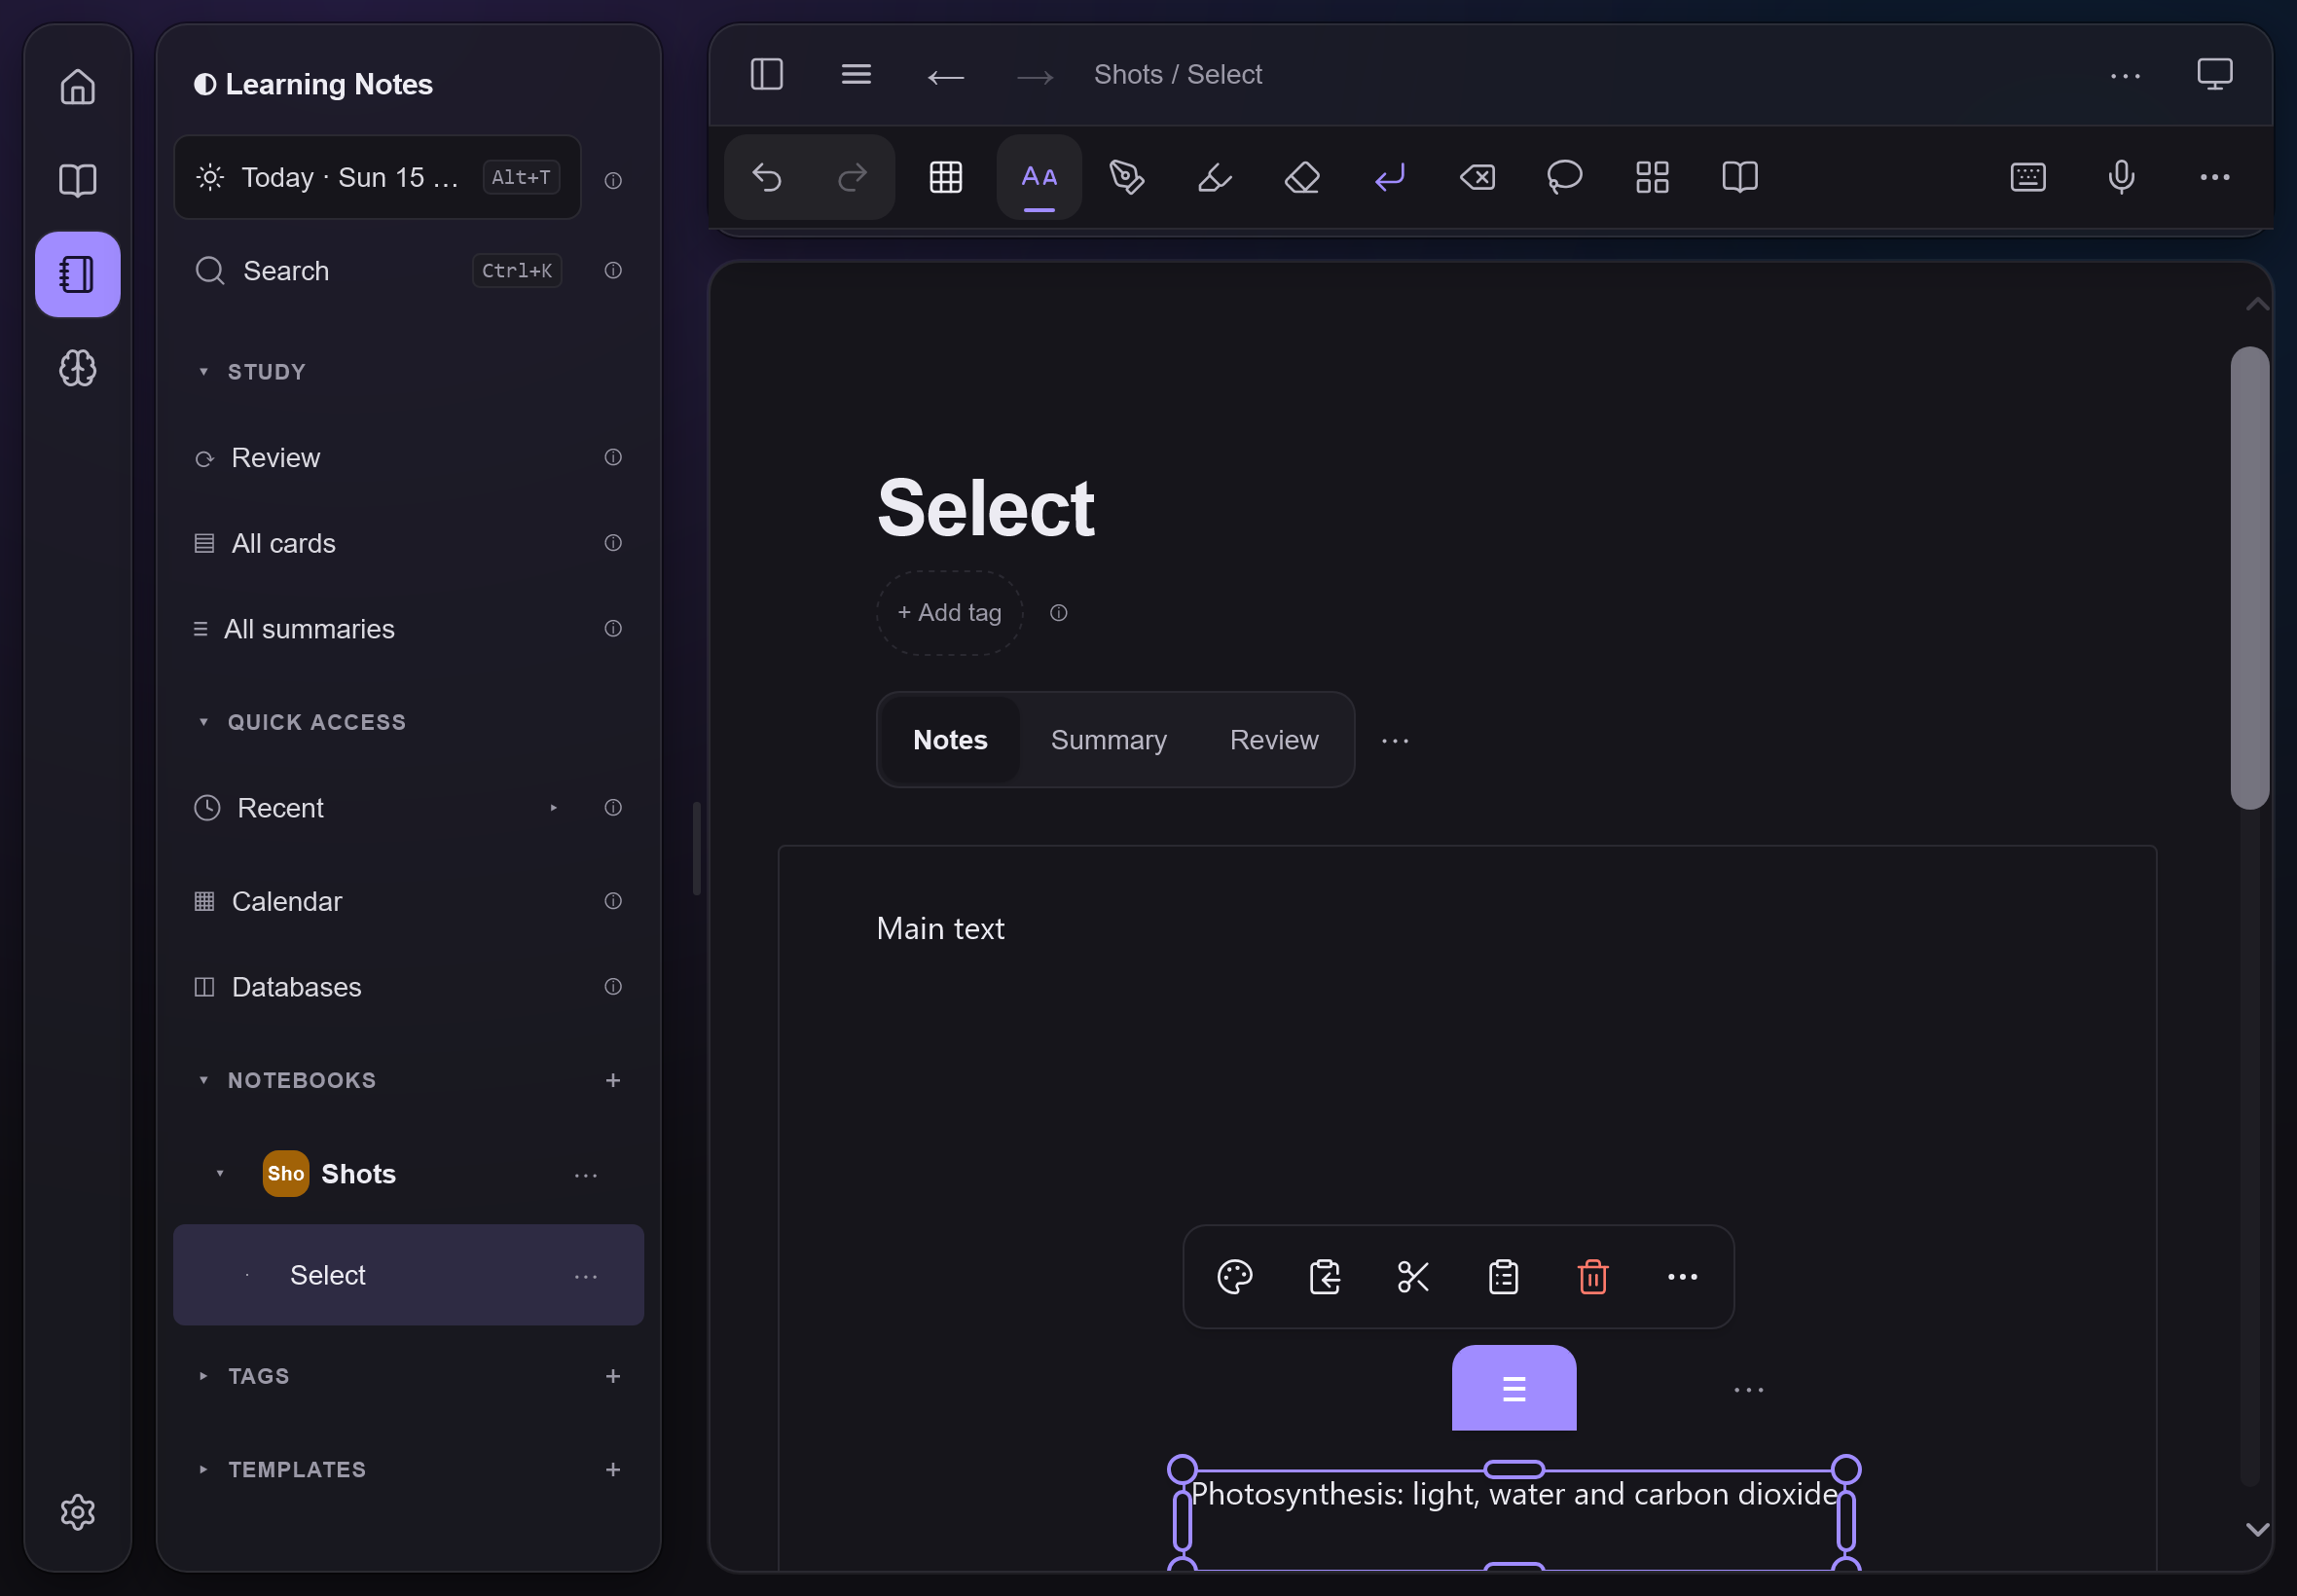 Learning Notes
Today · Sun 15 ... Alt+T
Search Ctrl+K
STUDY
Review
All cards
All summaries
QUICK ACCESS
Recent
Calendar
Databases
NOTEBOOKS +
Sho Shots ...
Select ...
TAGS +
TEMPLATES +
Shots / Select
AA
Select
+ Add tag
Notes Summary Review ...
Main text
Photosynthesis: light, water and carbon dioxide